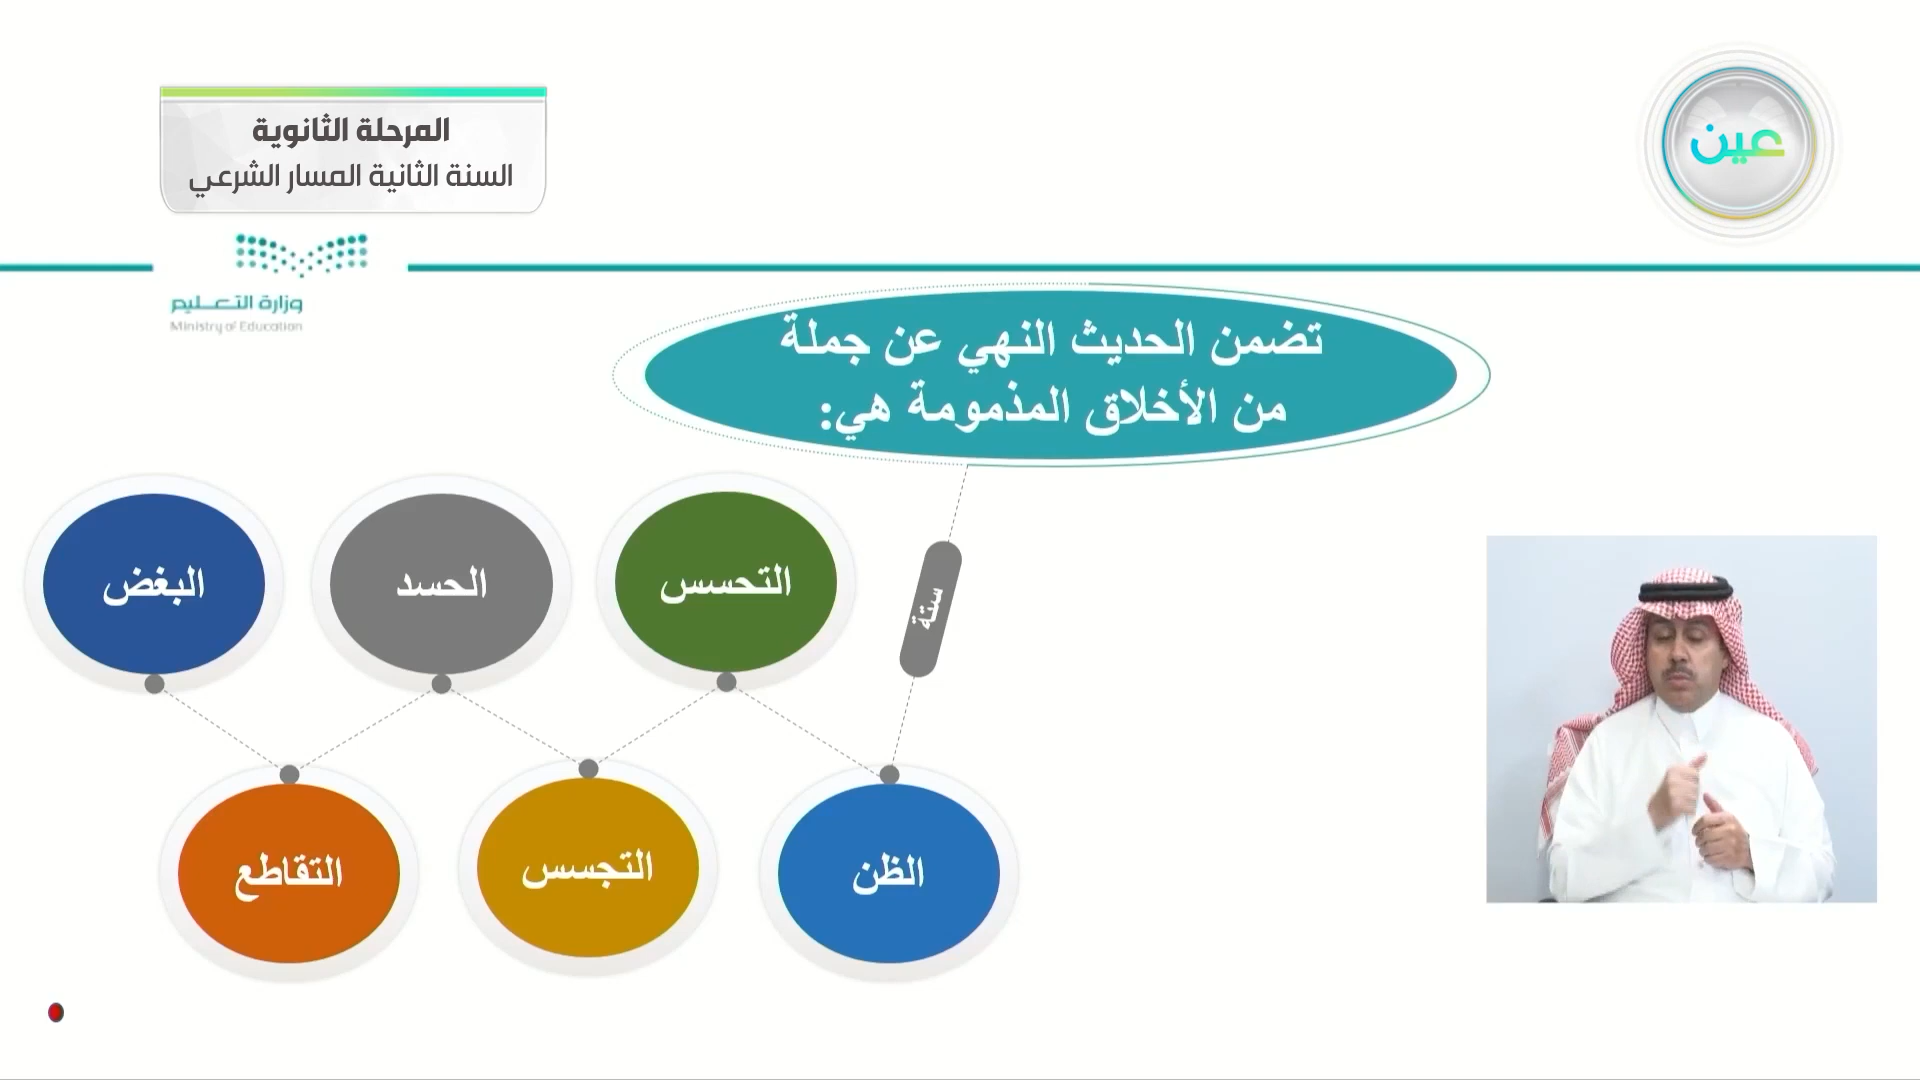 المرحلة الثانوية
السنة الثانية المسار الشرعي
عين
وزارة التعليم
Ministry of Education
تضمن الحديث النهي عن جملة
من الأخلاق المذمومة هي:
ستة
الظن
التحسس
التجسس
الحسد
التقاطع
البغض